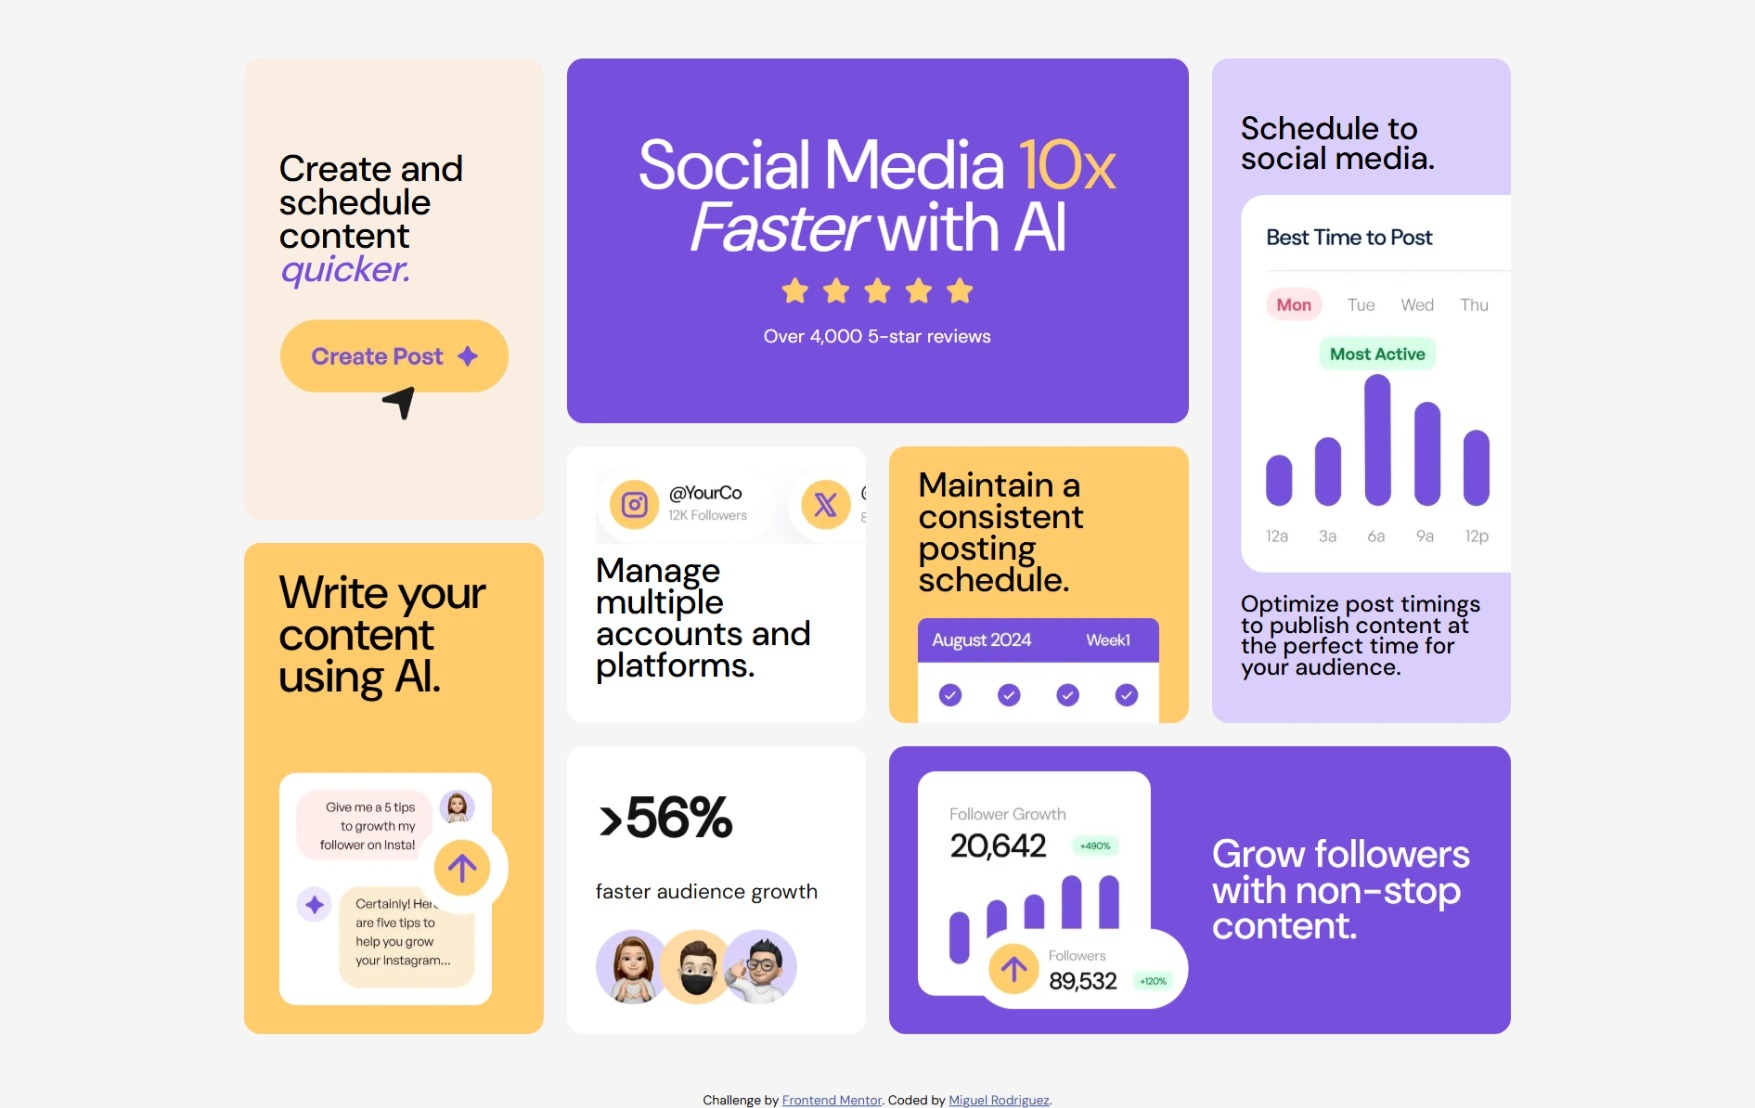 Create and
schedule
content
quicker.
Create Post
Social Media 10x
Faster with AI
Over 4,000 5-star reviews
Schedule to
social media.
Best Time to Post
Mon Tue Wed Thu
Most Active
12a 3a 6a 9a 12p
Optimize post timings
to publish content at
the perfect time for
your audience.
@YourCo
12K Followers
Manage
multiple
accounts and
platforms.
Maintain a
consistent
posting
schedule.
August 2024 Week1
Write your
content
using AI.
Give me a 5 tips
to growth my
follower on Insta!
Certainly!
are five tips to
help you grow
your Instagram...
>56%
faster audience growth
Follower Growth
20,642 +490%
Followers
89,532 +120%
Grow followers
with non-stop
content.
Challenge by Frontend Mentor. Coded by Miguel Rodriguez.